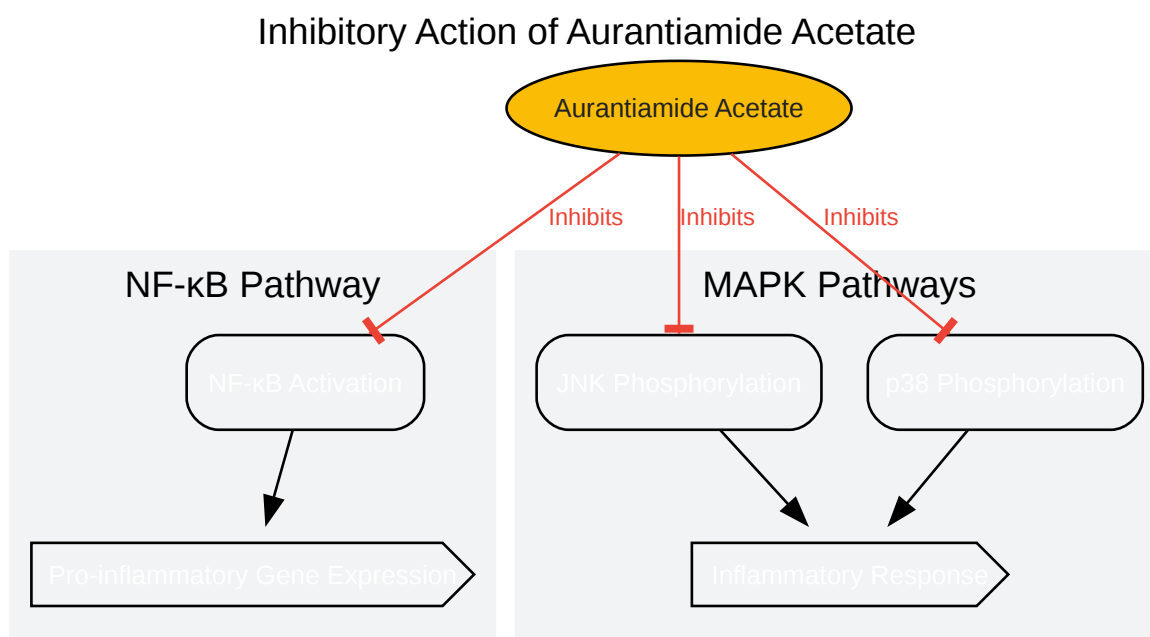 Inhibitory Action of Aurantiamide Acetate
Aurantiamide Acetate
Inhibits
Inhibits
Inhibits
NF-κB Pathway
MAPK Pathways
NF-κB Activation
JNK Phosphorylation
p38 Phosphorylation
Pro-inflammatory Gene Expression
Inflammatory Response